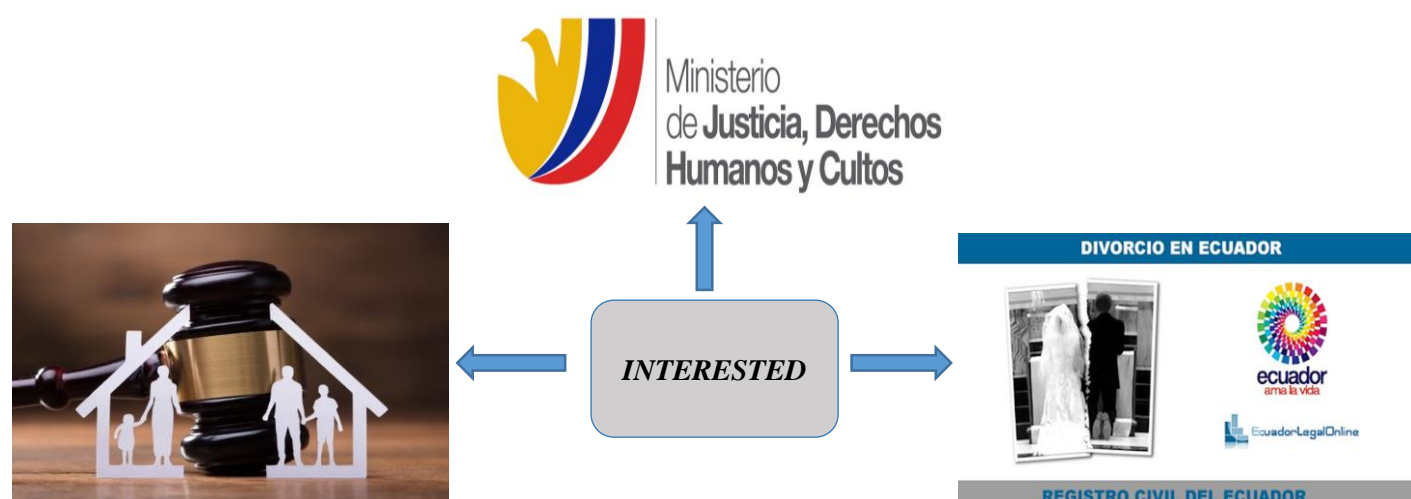 Ministerio
de Justicia, Derechos
Humanos y Cultos
INTERESTED
DIVORCIO EN ECUADOR
ecuador
ama la vida
EcuadorLegalOnline
REGISTRO CIVIL DEL ECUADOR